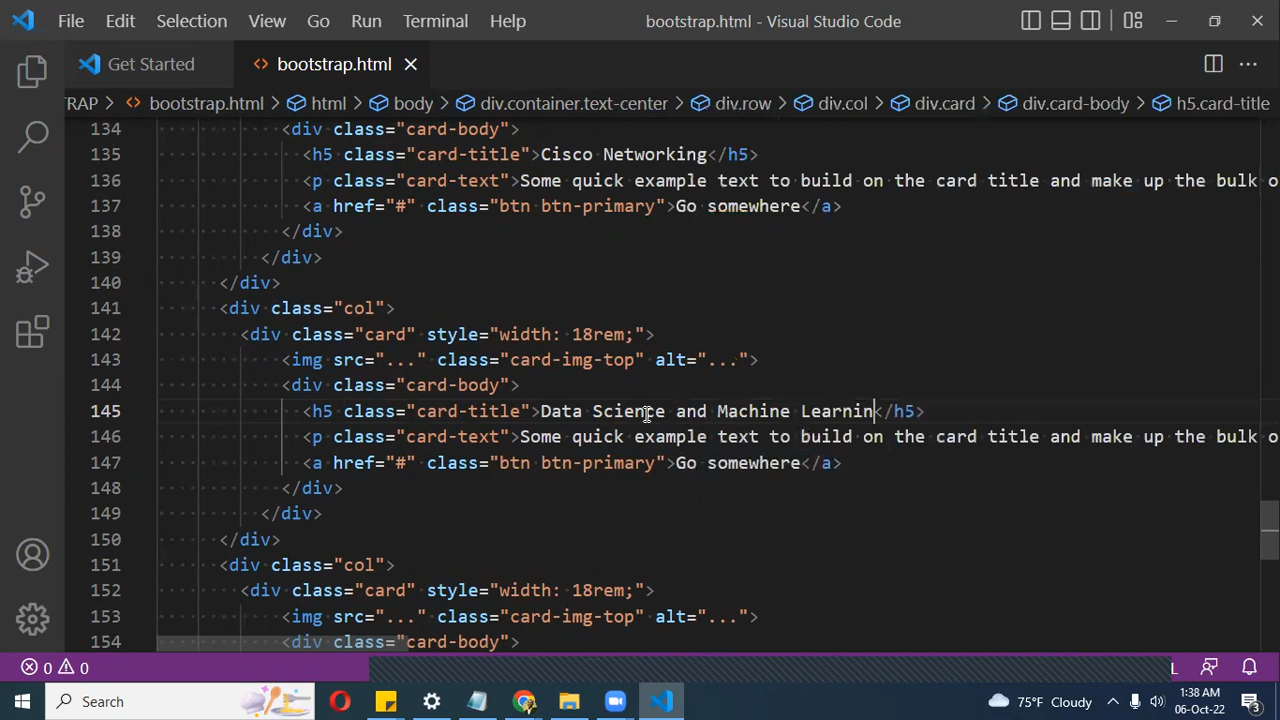 File Edit Selection View Go Run Terminal Help bootstrap.html - Visual Studio Code
Get Started bootstrap.html
TRAP > bootstrap.html > html > body > div.container.text-center > div.row > div.col > div.card > div.card-body > h5.card-title
134 <div class="card-body">
135 <h5 class="card-title">Cisco Networking</h5>
136 <p class="card-text">Some quick example text to build on the card title and make up the bulk o
137 <a href="#" class="btn btn-primary">Go somewhere</a>
138 </div>
139 </div>
140 </div>
141 <div class="col">
142 <div class="card" style="width: 18rem;">
143 <img src="..." class="card-img-top" alt="...">
144 <div class="card-body">
145 <h5 class="card-title">Data Science and Machine Learnin</h5>
146 <p class="card-text">Some quick example text to build on the card title and make up the bulk o
147 <a href="#" class="btn btn-primary">Go somewhere</a>
148 </div>
149 </div>
150 </div>
151 <div class="col">
152 <div class="card" style="width: 18rem;">
153 <img src="..." class="card-img-top" alt="...">
154 <div class="card-body">
0 0
Search 75°F Cloudy 1:38 AM
06-Oct-22 3